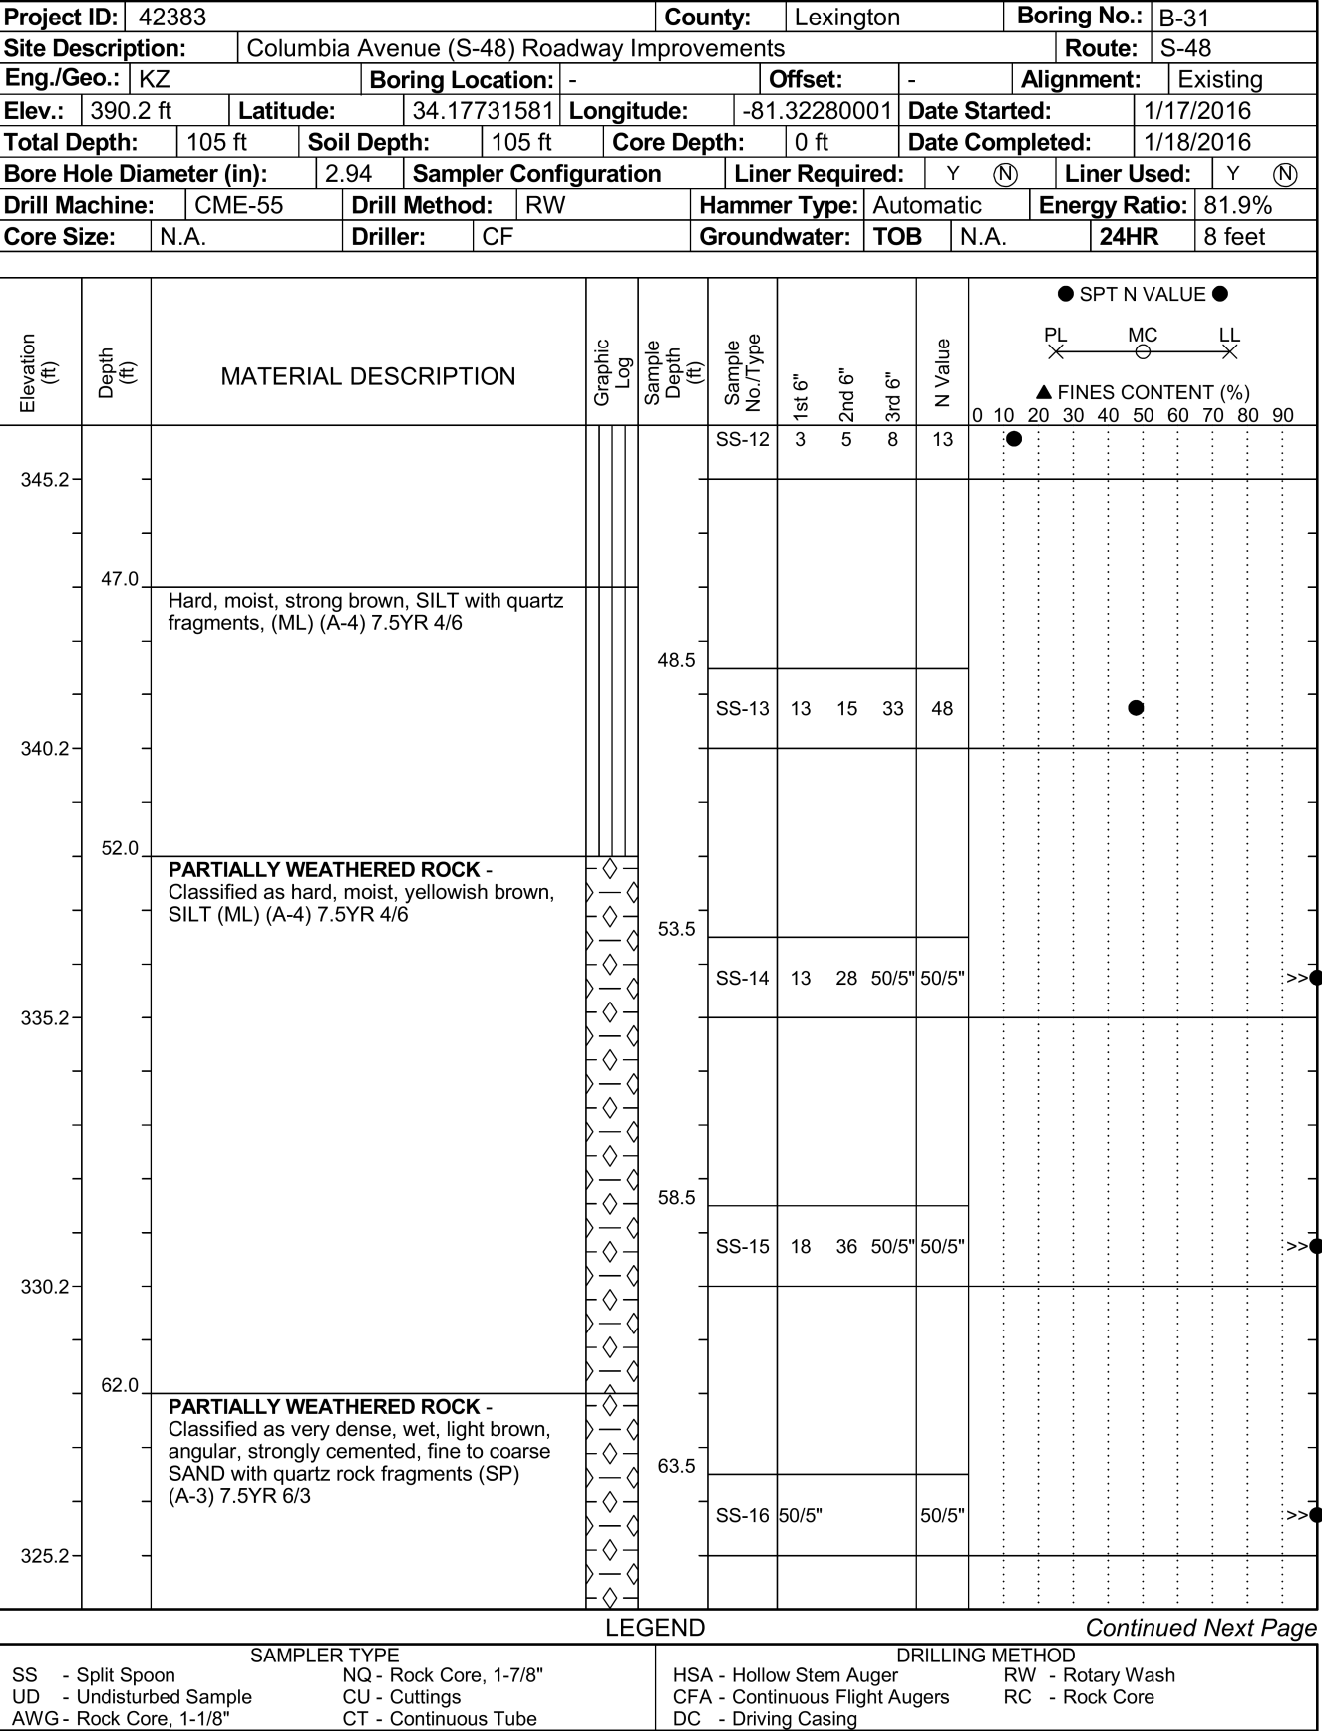 Project ID: 42383 County: Lexington Boring No.: B-31
Site Description: Columbia Avenue (S-48) Roadway Improvements Route: S-48
Eng./Geo.: KZ Boring Location: - Offset: - Alignment: Existing
Elev.: 390.2 ft Latitude: 34.17731581 Longitude: -81.32280001 Date Started: 1/17/2016
Total Depth: 105 ft Soil Depth: 105 ft Core Depth: 0 ft Date Completed: 1/18/2016
Bore Hole Diameter (in): 2.94 Sampler Configuration Liner Required: Y N Liner Used: Y N
Drill Machine: CME-55 Drill Method: RW Hammer Type: Automatic Energy Ratio: 81.9%
Core Size: N.A. Driller: CF Groundwater: TOB N.A. 24HR 8 feet
Elevation (ft) Depth (ft) MATERIAL DESCRIPTION Graphic Log Sample Depth (ft) Sample No./Type 1st 6" 2nd 6" 3rd 6" N Value
● SPT N VALUE ●
PL MC LL
▲ FINES CONTENT (%)
0 10 20 30 40 50 60 70 80 90
SS-12 3 5 8 13
345.2
47.0
Hard, moist, strong brown, SILT with quartz
fragments, (ML) (A-4) 7.5YR 4/6
48.5
SS-13 13 15 33 48
340.2
52.0
PARTIALLY WEATHERED ROCK -
Classified as hard, moist, yellowish brown,
SILT (ML) (A-4) 7.5YR 4/6
53.5
SS-14 13 28 50/5" 50/5" >>
335.2
58.5
SS-15 18 36 50/5" 50/5" >>
330.2
62.0
PARTIALLY WEATHERED ROCK -
Classified as very dense, wet, light brown,
angular, strongly cemented, fine to coarse
SAND with quartz rock fragments (SP)
(A-3) 7.5YR 6/3
63.5
SS-16 50/5" 50/5" >>
325.2
LEGEND Continued Next Page
SAMPLER TYPE DRILLING METHOD
SS - Split Spoon NQ - Rock Core, 1-7/8" HSA - Hollow Stem Auger RW - Rotary Wash
UD - Undisturbed Sample CU - Cuttings CFA - Continuous Flight Augers RC - Rock Core
AWG - Rock Core, 1-1/8" CT - Continuous Tube DC - Driving Casing